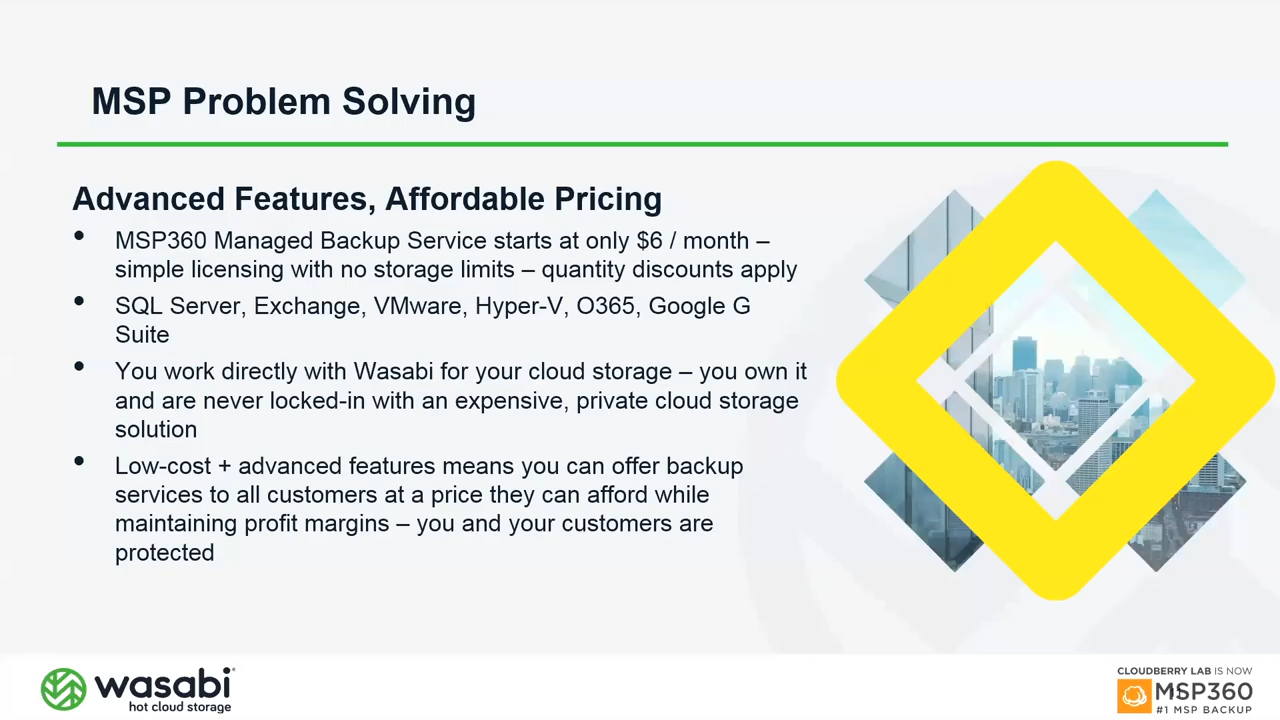 MSP Problem Solving
Advanced Features, Affordable Pricing
• MSP360 Managed Backup Service starts at only $6 / month –
simple licensing with no storage limits – quantity discounts apply
• SQL Server, Exchange, VMware, Hyper-V, O365, Google G
Suite
• You work directly with Wasabi for your cloud storage – you own it
and are never locked-in with an expensive, private cloud storage
solution
• Low-cost + advanced features means you can offer backup
services to all customers at a price they can afford while
maintaining profit margins – you and your customers are
protected
wasabi
hot cloud storage
CLOUDBERRY LAB IS NOW
MSP360
#1 MSP BACKUP